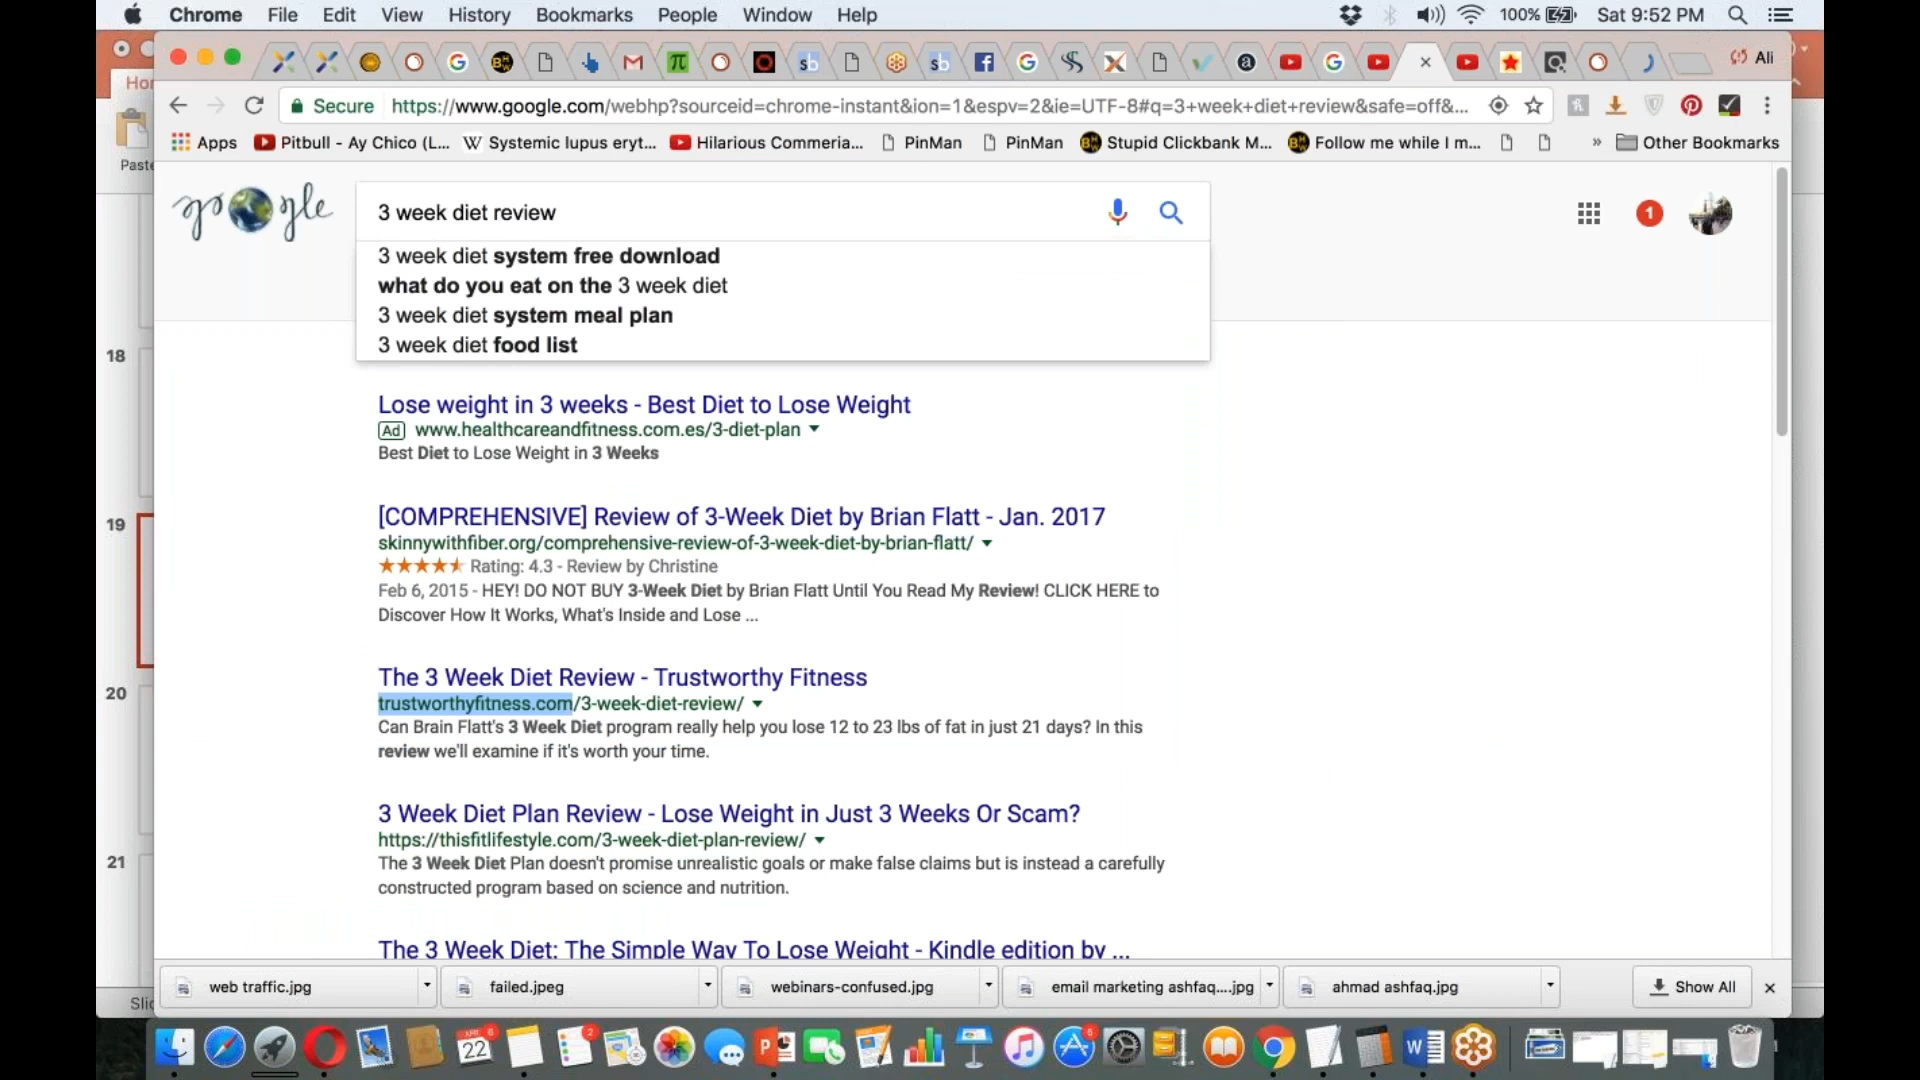 Chrome File Edit View History Bookmarks People Window Help 100% Sat 9:52 PM
Ali
Secure https://www.google.com/webhp?sourceid=chrome-instant&ion=1&espv=2&ie=UTF-8#q=3+week+diet+review&safe=off&...
Apps Pitbull - Ay Chico (L... Systemic lupus eryt... Hilarious Commeria... PinMan PinMan Stupid Clickbank M... Follow me while I m... » Other Bookmarks
Paste
3 week diet review
1
3 week diet system free download
what do you eat on the 3 week diet
3 week diet system meal plan
3 week diet food list
18
19
20
21
Lose weight in 3 weeks - Best Diet to Lose Weight
Ad www.healthcareandfitness.com.es/3-diet-plan
Best Diet to Lose Weight in 3 Weeks
[COMPREHENSIVE] Review of 3-Week Diet by Brian Flatt - Jan. 2017
skinnywithfiber.org/comprehensive-review-of-3-week-diet-by-brian-flatt/
Rating: 4.3 - Review by Christine
Feb 6, 2015 - HEY! DO NOT BUY 3-Week Diet by Brian Flatt Until You Read My Review! CLICK HERE to
Discover How It Works, What's Inside and Lose ...
The 3 Week Diet Review - Trustworthy Fitness
trustworthyfitness.com/3-week-diet-review/
Can Brain Flatt's 3 Week Diet program really help you lose 12 to 23 lbs of fat in just 21 days? In this
review we'll examine if it's worth your time.
3 Week Diet Plan Review - Lose Weight in Just 3 Weeks Or Scam?
https://thisfitlifestyle.com/3-week-diet-plan-review/
The 3 Week Diet Plan doesn't promise unrealistic goals or make false claims but is instead a carefully
constructed program based on science and nutrition.
The 3 Week Diet: The Simple Way To Lose Weight - Kindle edition by ...
web traffic.jpg failed.jpeg webinars-confused.jpg email marketing ashfaq....jpg ahmad ashfaq.jpg Show All
22